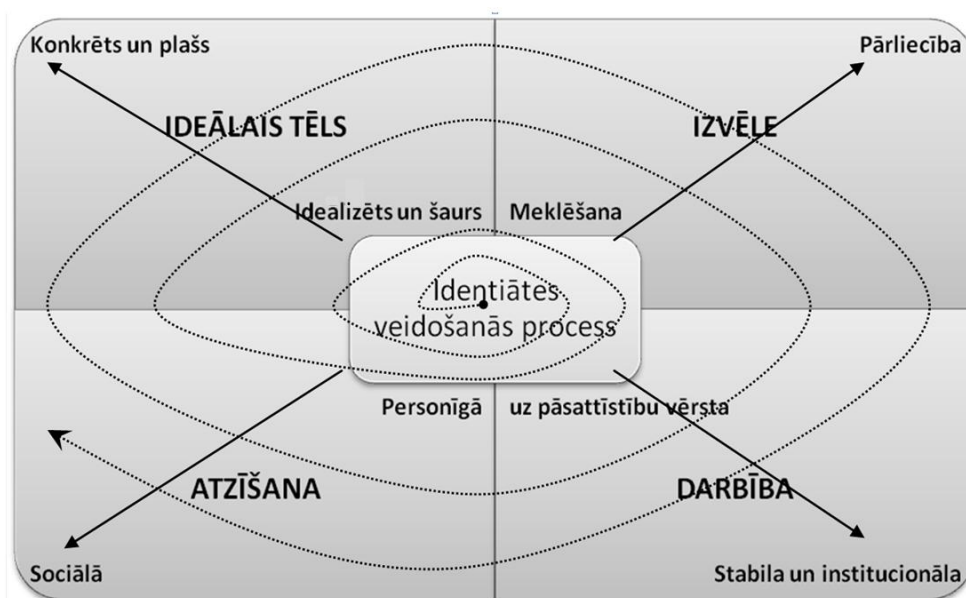 Konkrēts un plašs
Pārliecība
IDEĀLAIS TĒLS
IZVĒLE
Idealizēts un šaurs
Meklēšana
Identiātes
veidošanās process
Personīgā
uz pāsattīstību vērsta
ATZĪŠANA
DARBĪBA
Sociālā
Stabila un institucionāla